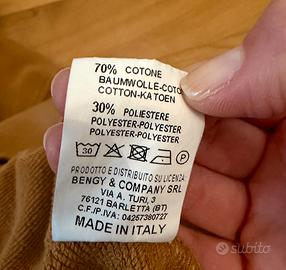 70% COTONE
BAUMWOLLE-COTO
COTTON-KATOEN
30% POLIESTERE
POLYESTER-POLYESTER
POLYESTER-POLYESTER
30 P
PRODOTTO E DISTRIBUITO SU LICENZA:
BENGY & COMPANY SRL
VIA A. TURI, 3
76121 BARLETTA (BT)
C.F./P.IVA: 04257380727
MADE IN ITALY
subito